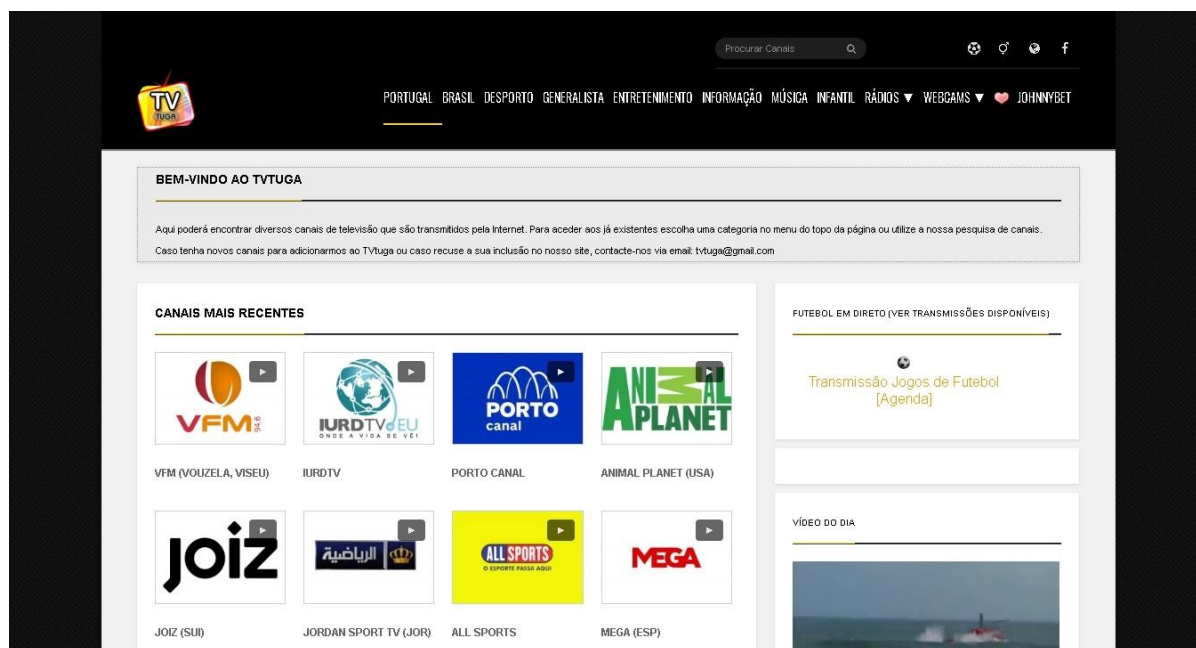 Procurar Canais
TV
TUGA
PORTUGAL BRASIL DESPORTO GENERALISTA ENTRETENIMENTO INFORMAÇÃO MÚSICA INFANTIL RÁDIOS ▼ WEBCAMS ▼ JOHNNYBET
BEM-VINDO AO TVTUGA
Aqui poderá encontrar diversos canais de televisão que são transmitidos pela Internet. Para aceder aos já existentes escolha uma categoria no menu do topo da página ou utilize a nossa pesquisa de canais.
Caso tenha novos canais para adicionarmos ao TVtuga ou caso recuse a sua inclusão no nosso site, contacte-nos via email: tvtuga@gmail.com
CANAIS MAIS RECENTES
VFM 94.6
IURDTV.EU
ONDE A VIDA SE VÊ!
PORTO
canal
ANIMAL
PLANET
VFM (VOUZELA, VISEU)
IURDTV
PORTO CANAL
ANIMAL PLANET (USA)
JOIZ
الرياضية
ALL SPORTS
O ESPORTE PASSA AQUI
MEGA
JOIZ (SUI)
JORDAN SPORT TV (JOR)
ALL SPORTS
MEGA (ESP)
FUTEBOL EM DIRETO (VER TRANSMISSÕES DISPONÍVEIS)
Transmissão Jogos de Futebol
[Agenda]
VÍDEO DO DIA